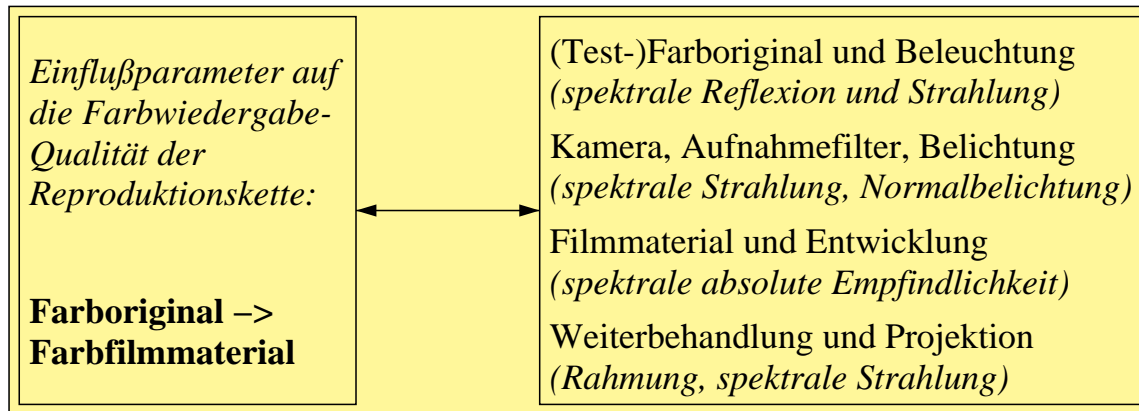 Einflußparameter auf
die Farbwiedergabe-
Qualität der
Reproduktionskette:
Farboriginal −>
Farbfilmmaterial
(Test-)Farboriginal und Beleuchtung
(spektrale Reflexion und Strahlung)
Kamera, Aufnahmefilter, Belichtung
(spektrale Strahlung, Normalbelichtung)
Filmmaterial und Entwicklung
(spektrale absolute Empfindlichkeit)
Weiterbehandlung und Projektion
(Rahmung, spektrale Strahlung)